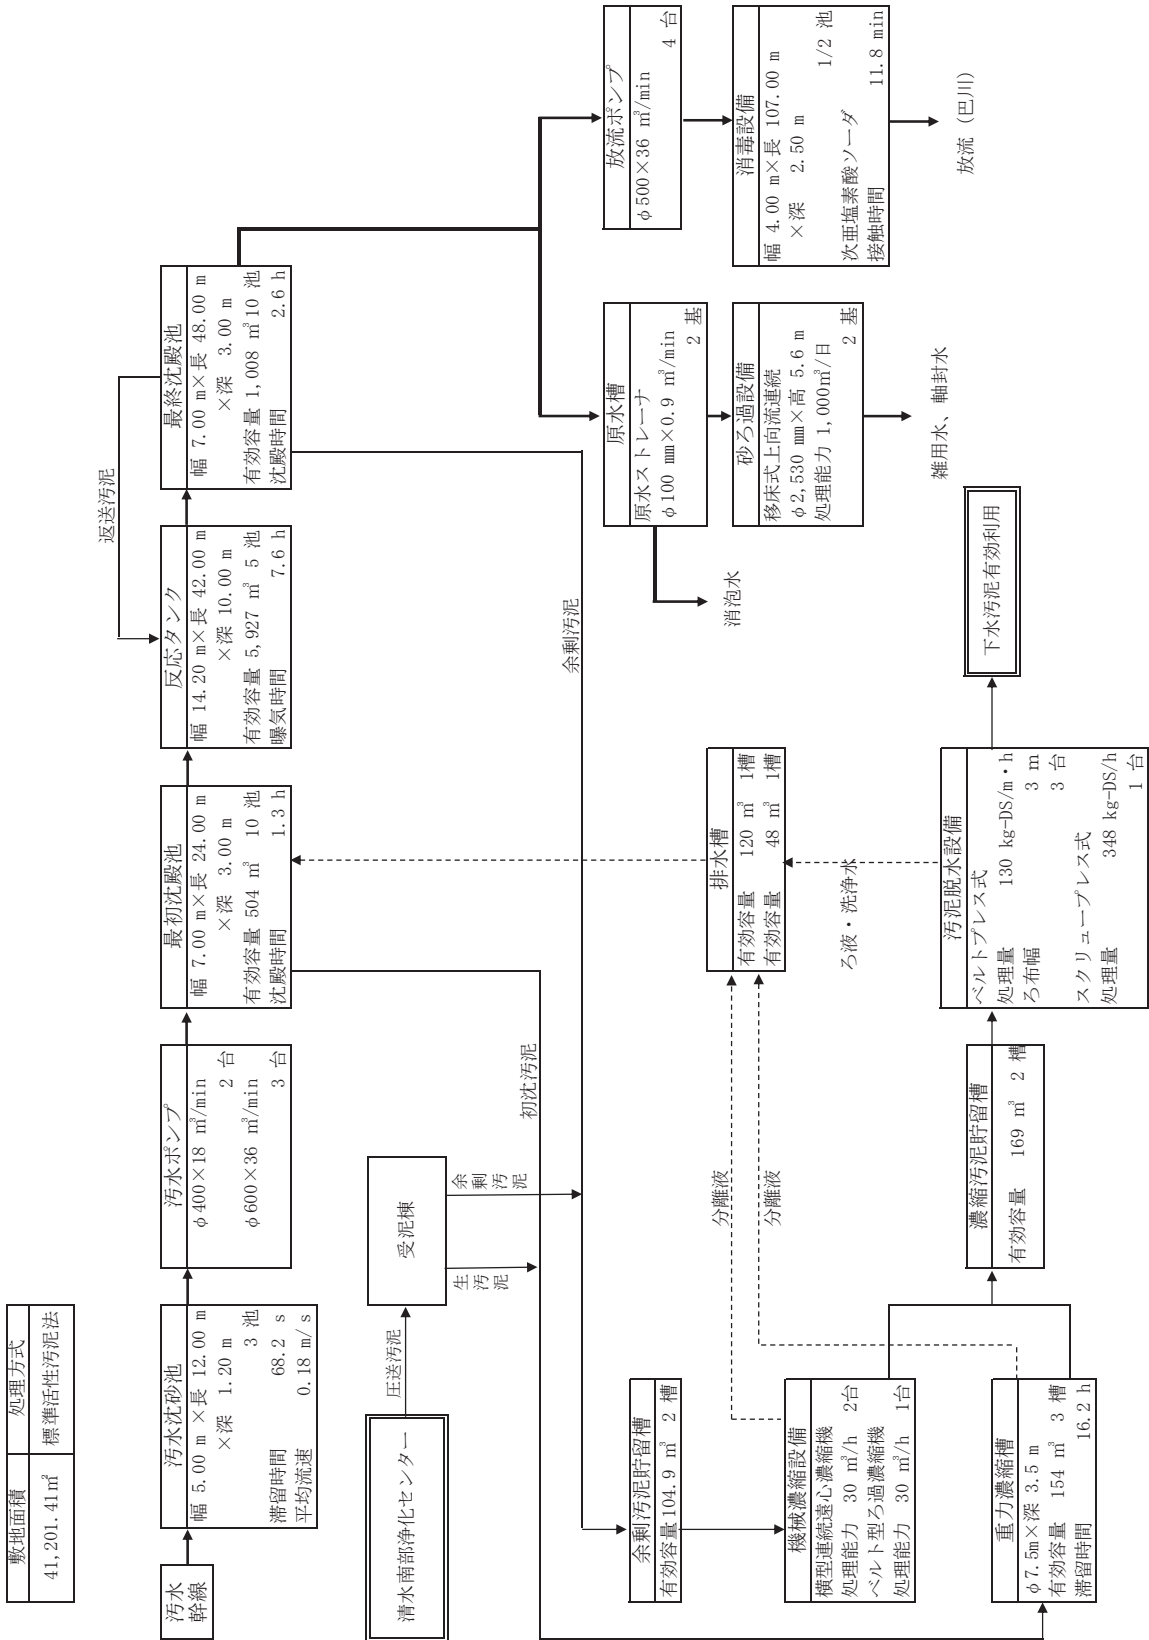 敷地面積
処理方式
41,201.41㎡
標準活性汚泥法
汚水
幹線
汚水沈砂池
幅 5.00 m ×長 12.00 m
×深 1.20 m
3 池
滞留時間 68.2 s
平均流速 0.18 m/s
汚水ポンプ
φ400×18 ㎥/min
2 台
φ600×36 ㎥/min
3 台
最初沈殿池
幅 7.00 m×長 24.00 m
×深 3.00 m
有効容量 504 ㎥ 10 池
沈殿時間 1.3 h
反応タンク
幅 14.20 m×長 42.00 m
×深 10.00 m
有効容量 5,927 ㎥ 5 池
曝気時間 7.6 h
返送汚泥
最終沈殿池
幅 7.00 m×長 48.00 m
×深 3.00 m
有効容量 1,008 ㎥10 池
沈殿時間 2.6 h
清水南部浄化センター
圧送汚泥
受泥棟
生汚泥
余剰汚泥
初沈汚泥
余剰汚泥
原水槽
原水ストレーナ
φ100 mm×0.9 ㎥/min
2 基
消泡水
砂ろ過設備
移床式上向流連続
φ2,530 mm×高 5.6 m
処理能力 1,000㎥/日
2 基
雑用水、軸封水
放流ポンプ
φ500×36 ㎥/min
4 台
消毒設備
幅 4.00 m×長 107.00 m
×深 2.50 m
1/2 池
次亜塩素酸ソーダ
接触時間 11.8 min
放流（巴川）
余剰汚泥貯留槽
有効容量104.9 ㎥ 2 槽
機械濃縮設備
横型連続遠心濃縮機
処理能力 30 ㎥/h 2台
ベルト型ろ過濃縮機
処理能力 30 ㎥/h 1台
重力濃縮槽
φ7.5m×深 3.5 m
有効容量 154 ㎥ 3 槽
滞留時間 16.2 h
分離液
分離液
排水槽
有効容量 120 ㎥ 1槽
有効容量 48 ㎥ 1槽
ろ液・洗浄水
濃縮汚泥貯留槽
有効容量 169 ㎥ 2 槽
汚泥脱水設備
ベルトプレス式
処理量 130 kg-DS/m・h
ろ布幅 3 m
3 台
スクリュープレス式
処理量 348 kg-DS/h
1 台
下水汚泥有効利用